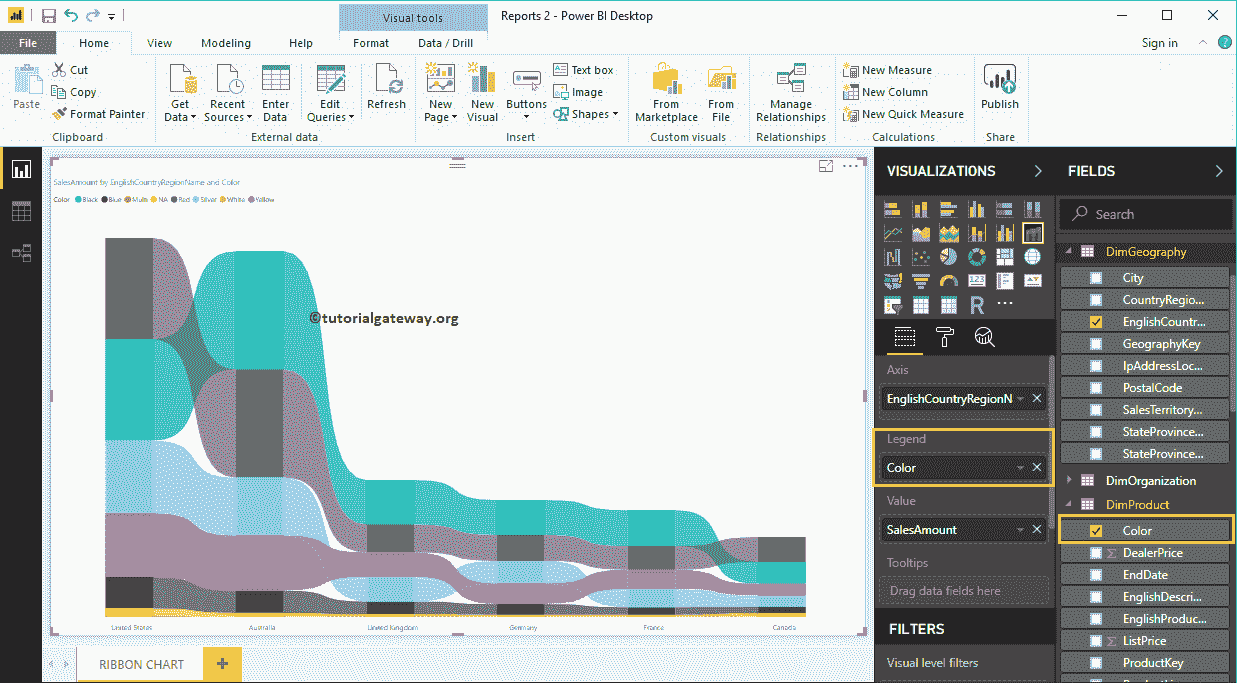 Visual tools
Reports 2 - Power BI Desktop
File
Home
View
Modeling
Help
Format
Data / Drill
Sign in
?
Paste
Cut
Copy
Format Painter
Clipboard
Get Data
Recent Sources
Enter Data
Edit Queries
External data
Refresh
New Page
New Visual
Buttons
Text box
Image
Shapes
Insert
From Marketplace
From File
Custom visuals
Manage Relationships
Relationships
New Measure
New Column
New Quick Measure
Calculations
Publish
Share
SalesAmount by EnglishCountryRegionName and Color
Color Black Blue Multi NA Red Silver White Yellow
©tutorialgateway.org
United States
Australia
United Kingdom
Germany
France
Canada
RIBBON CHART
+
VISUALIZATIONS
123
R
Axis
EnglishCountryRegionN
Legend
Color
Value
SalesAmount
Tooltips
Drag data fields here
FILTERS
Visual level filters
FIELDS
Search
DimGeography
City
CountryRegio...
EnglishCountr...
GeographyKey
IpAddressLoc...
PostalCode
SalesTerritory...
StateProvince...
StateProvince...
DimOrganization
DimProduct
Color
Σ DealerPrice
EndDate
EnglishDescri...
EnglishProduc...
Σ ListPrice
ProductKey